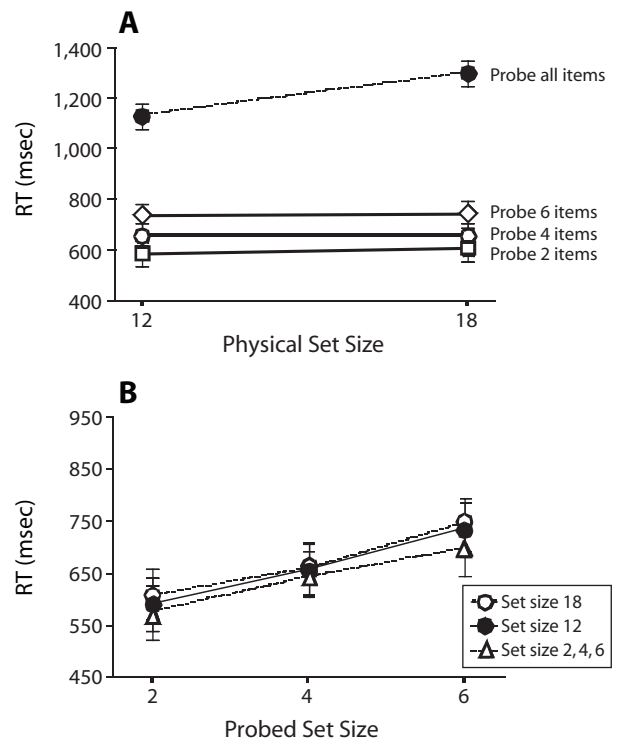 A
1,400
1,200
1,000
800
600
400
RT (msec)
12
18
Physical Set Size
Probe all items
Probe 6 items
Probe 4 items
Probe 2 items
B
950
850
750
650
550
450
RT (msec)
2
4
6
Probed Set Size
Set size 18
Set size 12
Set size 2, 4, 6